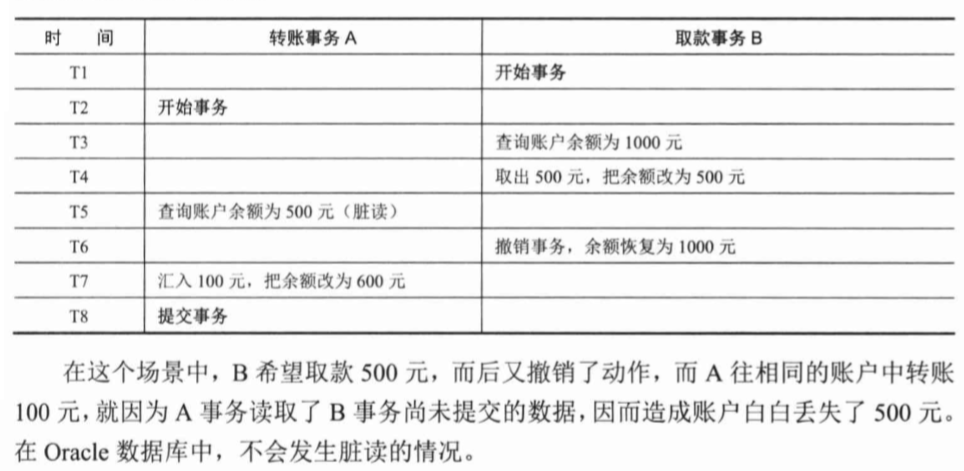 时 间 转账事务 A 取款事务 B
T1 开始事务
T2 开始事务
T3 查询账户余额为 1000 元
T4 取出 500 元，把余额改为 500 元
T5 查询账户余额为 500 元（脏读）
T6 撤销事务，余额恢复为 1000 元
T7 汇入 100 元，把余额改为 600 元
T8 提交事务
在这个场景中，B 希望取款 500 元，而后又撤销了动作，而 A 往相同的账户中转账
100 元，就因为 A 事务读取了 B 事务尚未提交的数据，因而造成账户白白丢失了 500 元。
在 Oracle 数据库中，不会发生脏读的情况。